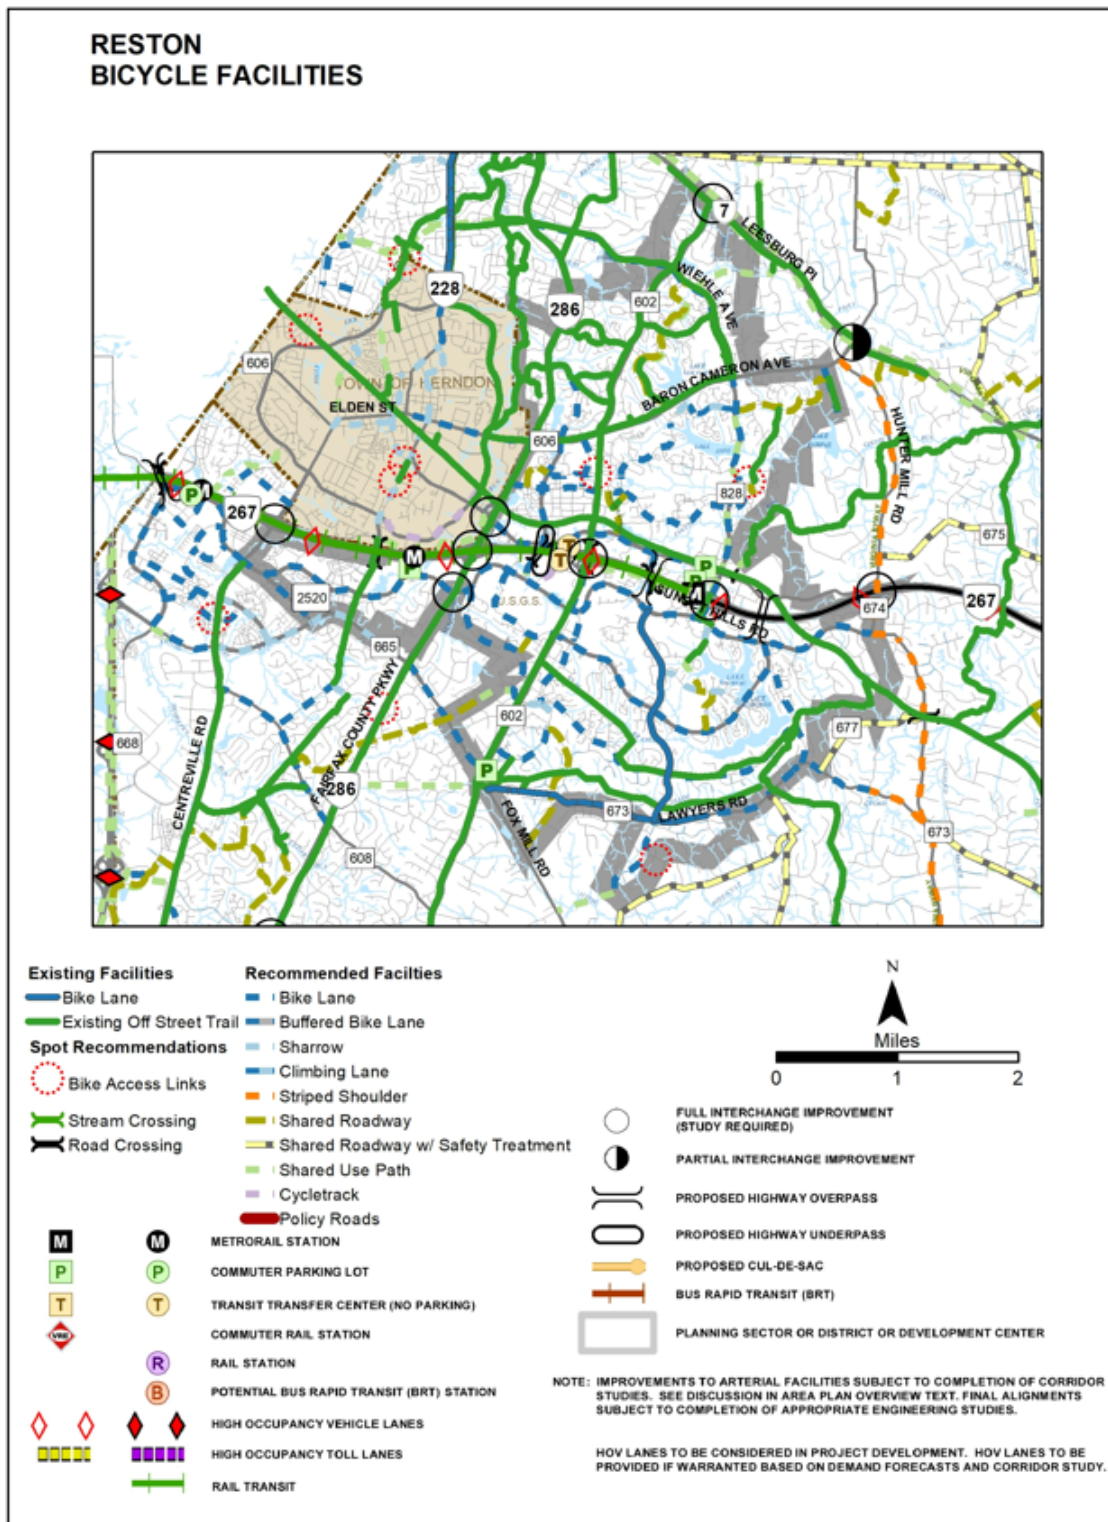 RESTON
BICYCLE FACILITIES
7
LEESBURG PI
WIEHLE AVE
228
286
602
606
TOWN OF HERNDON
ELDEN ST
BARON CAMERON AVE
606
HUNTER MILL RD
828
267
675
2520
U.S.G.S.
SUNSET HILLS RD
674
267
665
602
668
CENTREVILLE RD
FAIRFAX COUNTY PKWY
286
677
P
M
P
M
P
T
T
P
P
P
FOX MILL RD
673
LAWYERS RD
673
608
Existing Facilities
Bike Lane
Existing Off Street Trail
Spot Recommendations
Bike Access Links
Stream Crossing
Road Crossing
Recommended Facilties
Bike Lane
Buffered Bike Lane
Sharrow
Climbing Lane
Striped Shoulder
Shared Roadway
Shared Roadway w/ Safety Treatment
Shared Use Path
Cycletrack
Policy Roads
N
Miles
0 1 2
M M METRORAIL STATION
P P COMMUTER PARKING LOT
T T TRANSIT TRANSFER CENTER (NO PARKING)
VRE COMMUTER RAIL STATION
R RAIL STATION
B POTENTIAL BUS RAPID TRANSIT (BRT) STATION
HIGH OCCUPANCY VEHICLE LANES
HIGH OCCUPANCY TOLL LANES
RAIL TRANSIT
FULL INTERCHANGE IMPROVEMENT
(STUDY REQUIRED)
PARTIAL INTERCHANGE IMPROVEMENT
PROPOSED HIGHWAY OVERPASS
PROPOSED HIGHWAY UNDERPASS
PROPOSED CUL-DE-SAC
BUS RAPID TRANSIT (BRT)
PLANNING SECTOR OR DISTRICT OR DEVELOPMENT CENTER
NOTE: IMPROVEMENTS TO ARTERIAL FACILITIES SUBJECT TO COMPLETION OF CORRIDOR
STUDIES. SEE DISCUSSION IN AREA PLAN OVERVIEW TEXT. FINAL ALIGNMENTS
SUBJECT TO COMPLETION OF APPROPRIATE ENGINEERING STUDIES.
HOV LANES TO BE CONSIDERED IN PROJECT DEVELOPMENT. HOV LANES TO BE
PROVIDED IF WARRANTED BASED ON DEMAND FORECASTS AND CORRIDOR STUDY.